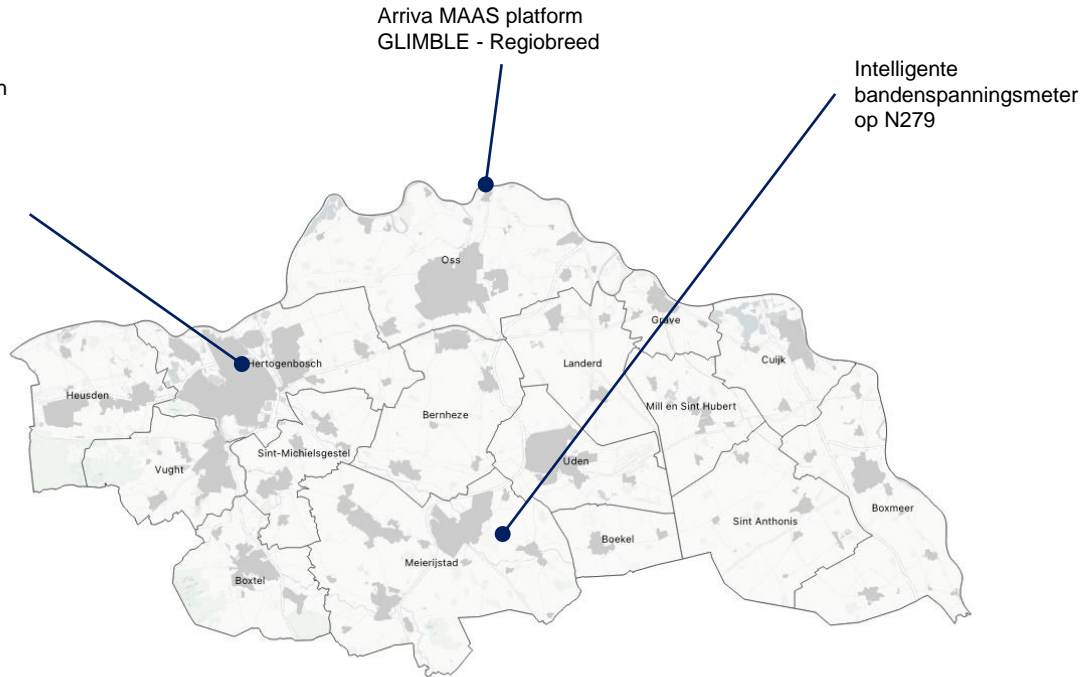 Arriva MAAS platform
GLIMBLE - Regiobreed
Intelligente
bandenspanningsmeter
op N279
n
Oss
Grave
Hertogenbosch
Landerd
Cuijk
Heusden
Bernheze
Mill en Sint Hubert
Sint-Michielsgestel
Vught
Uden
Boxmeer
Sint Anthonis
Boekel
Meierijstad
Boxtel